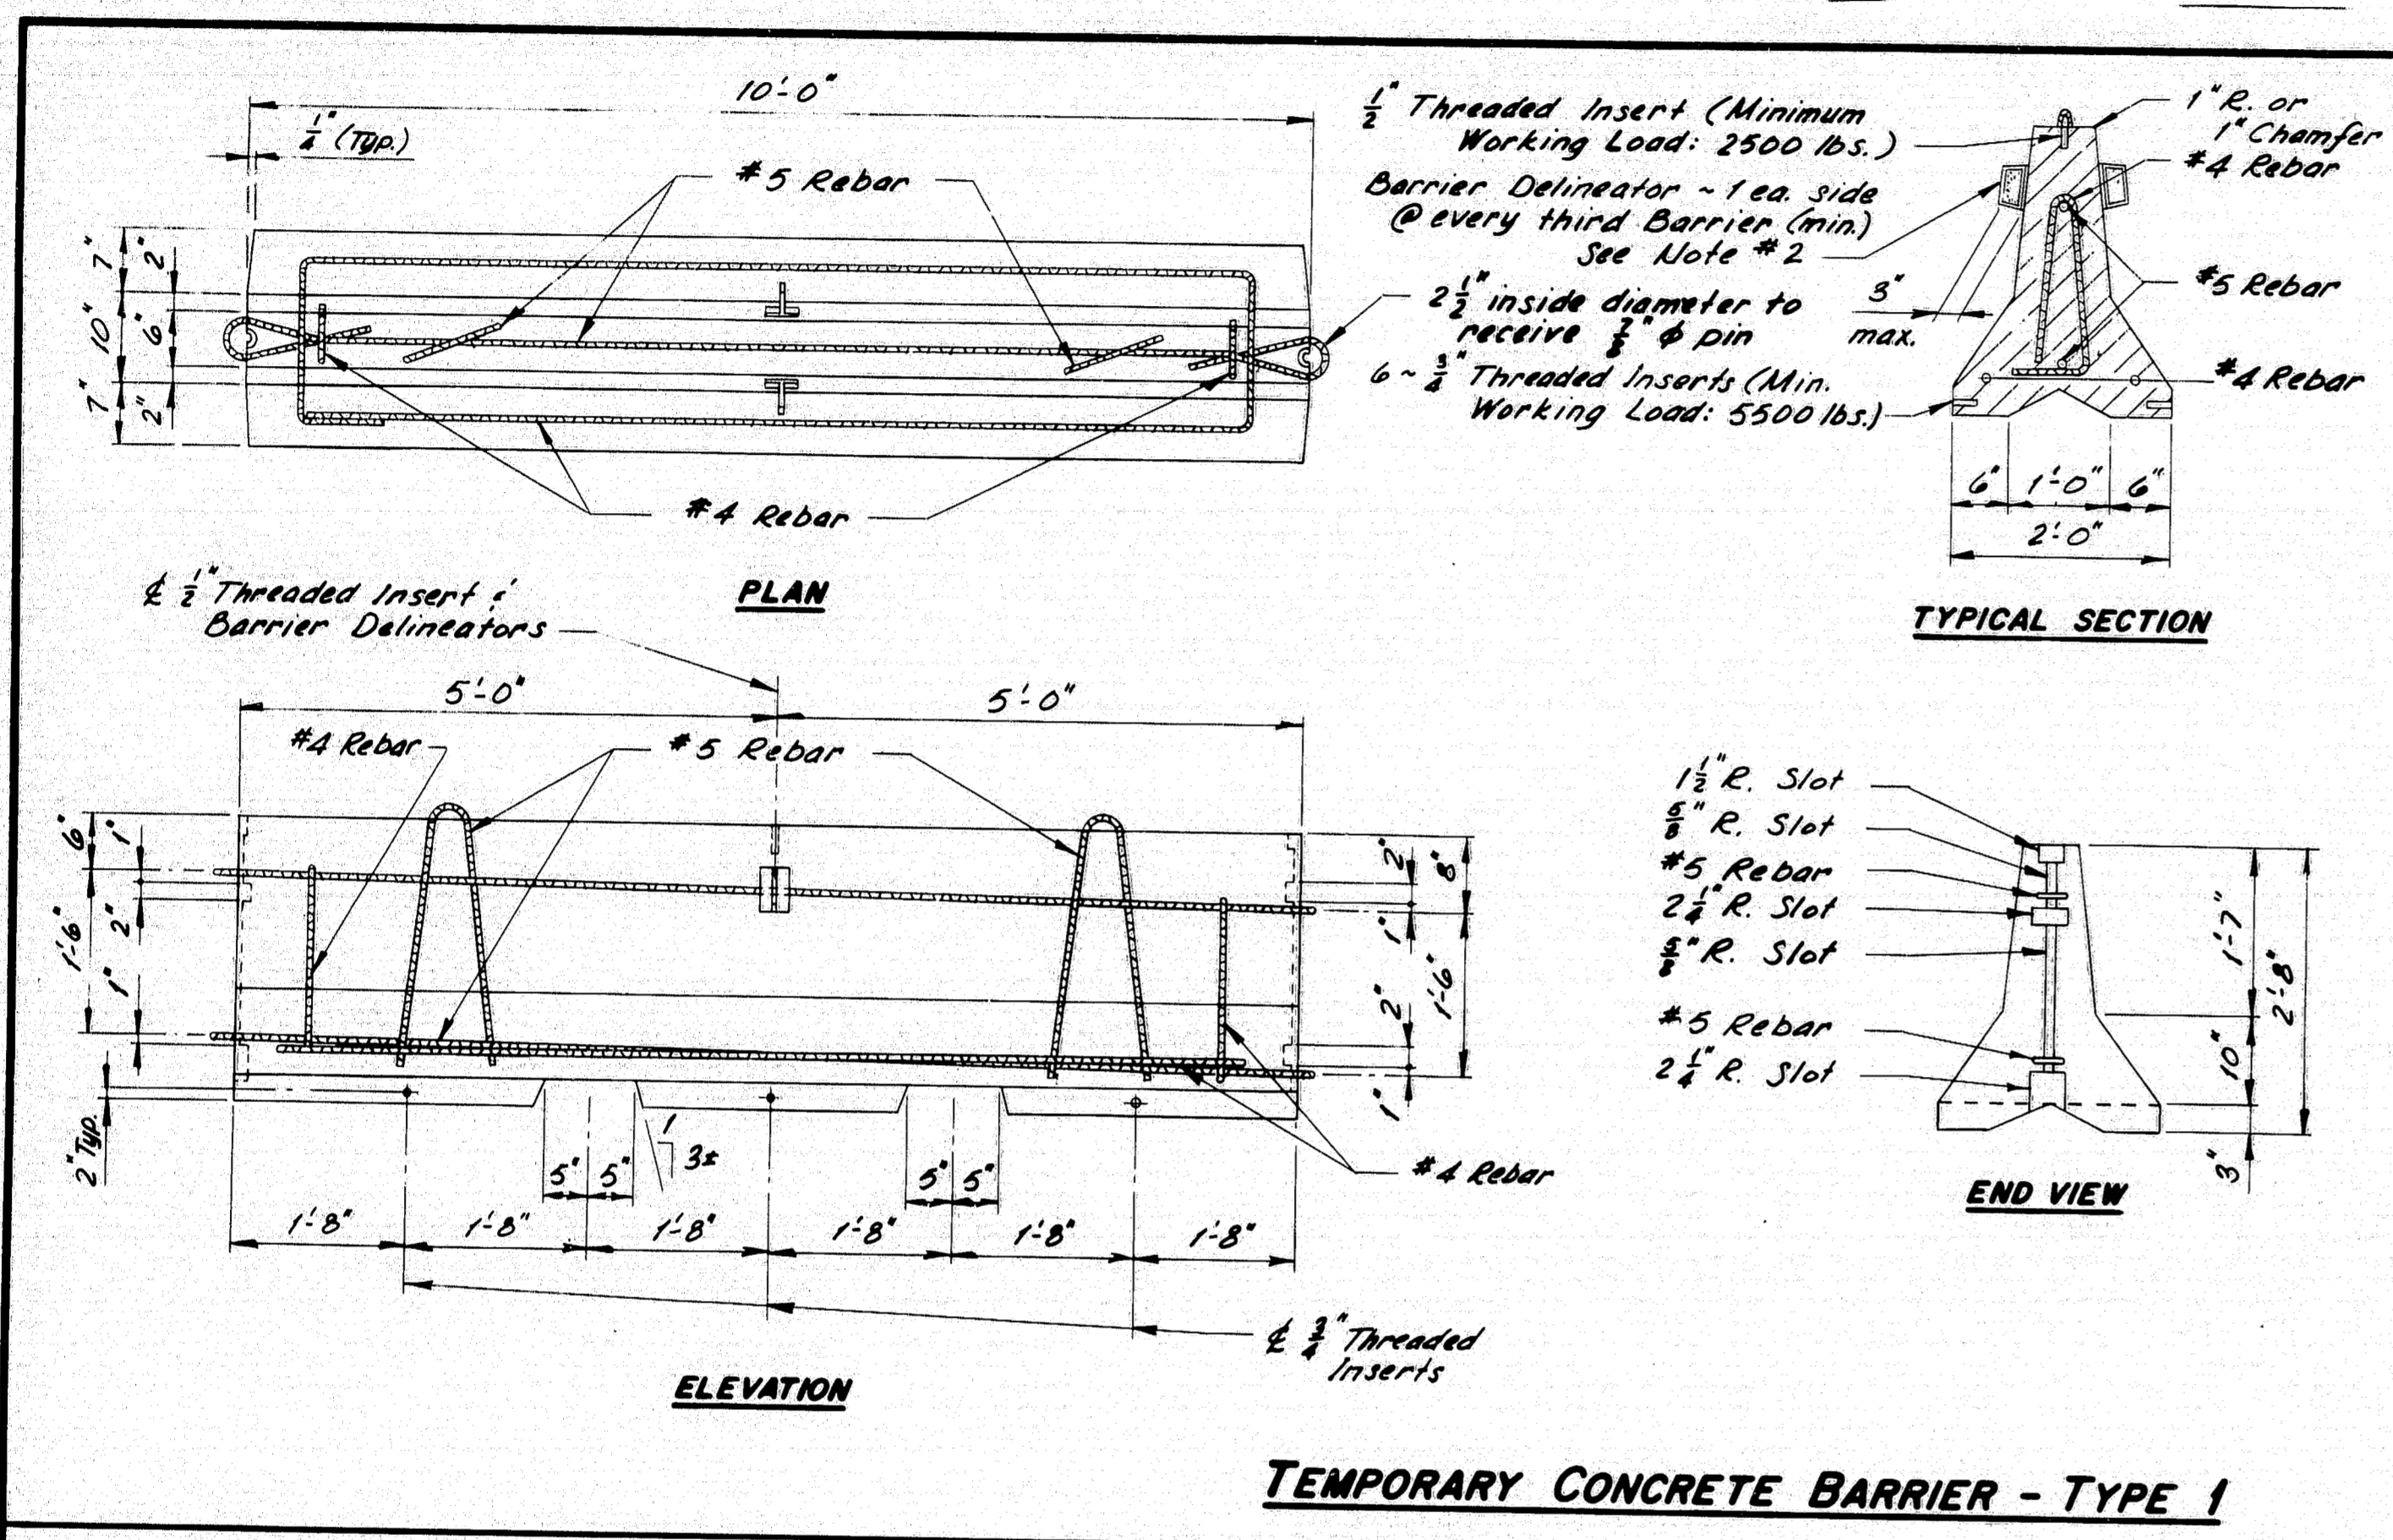 10'-0"
1/4" (Typ.)
#5 Rebar
7"
2"
10"
6"
7"
2"
#4 Rebar
PLAN
1/2" Threaded Insert (Minimum
Working Load: 2500 lbs.)
Barrier Delineator ~ 1 ea. side
@ every third Barrier (min.)
See Note #2
2 1/2" inside diameter to
receive 7/8" φ pin
6 ~ 3/4" Threaded Inserts (Min.
Working Load: 5500 lbs.)
1" R. or
1" Chamfer
#4 Rebar
#5 Rebar
3"
max.
#4 Rebar
6" 1'-0" 6"
2'-0"
TYPICAL SECTION
℄ 1/2" Threaded Insert &
Barrier Delineators
5'-0" 5'-0"
#4 Rebar
#5 Rebar
6"
1"
1'-6"
2"
1"
2" Typ.
2"
8"
1"
1'-6"
2"
1"
1
3±
5" 5"
5" 5"
#4 Rebar
1'-8" 1'-8" 1'-8" 1'-8" 1'-8" 1'-8"
℄ 3/4" Threaded
Inserts
ELEVATION
1 1/2" R. Slot
5/8" R. Slot
#5 Rebar
2 1/4" R. Slot
5/8" R. Slot
#5 Rebar
2 1/4" R. Slot
1'-7"
2'-8"
10"
3"
END VIEW
TEMPORARY CONCRETE BARRIER - TYPE 1